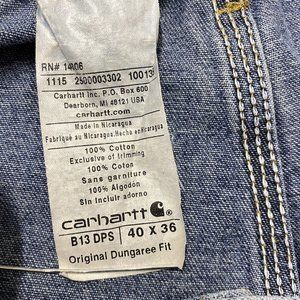 RN# 14806
1115 2500003302 10013
Carhartt Inc. P.O. Box 600
Dearborn, MI 48121 USA
carhartt.com
Made in Nicaragua
Fabriqué au Nicaragua.Hecho en Nicaragua
100% Cotton
Exclusive of trimming
100% Cotton
Sans garniture
100% Algodón
Sin Incluir adorno
carhartt
B13 DPS 40 X 36
Original Dungaree Fit